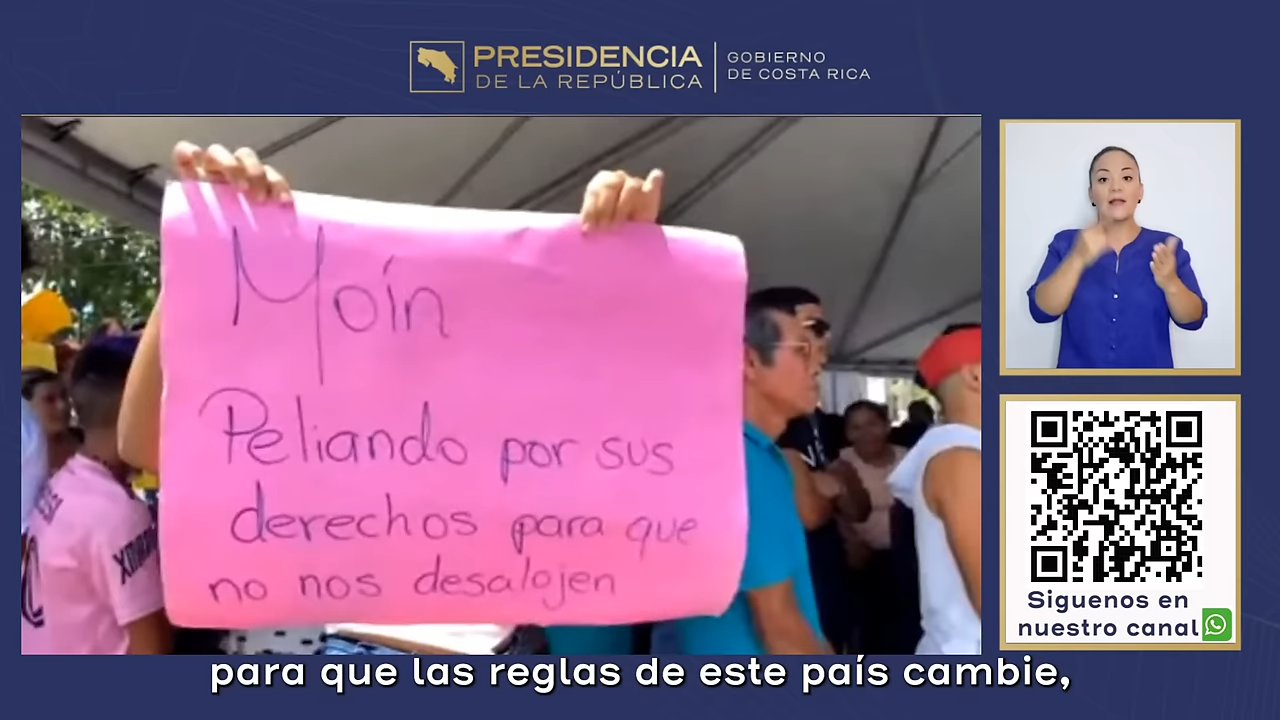 PRESIDENCIA
DE LA REPÚBLICA
GOBIERNO
DE COSTA RICA
Moín
Peliando por sus
derechos para que
no nos desalojen
Siguenos en
nuestro canal
para que las reglas de este país cambie,